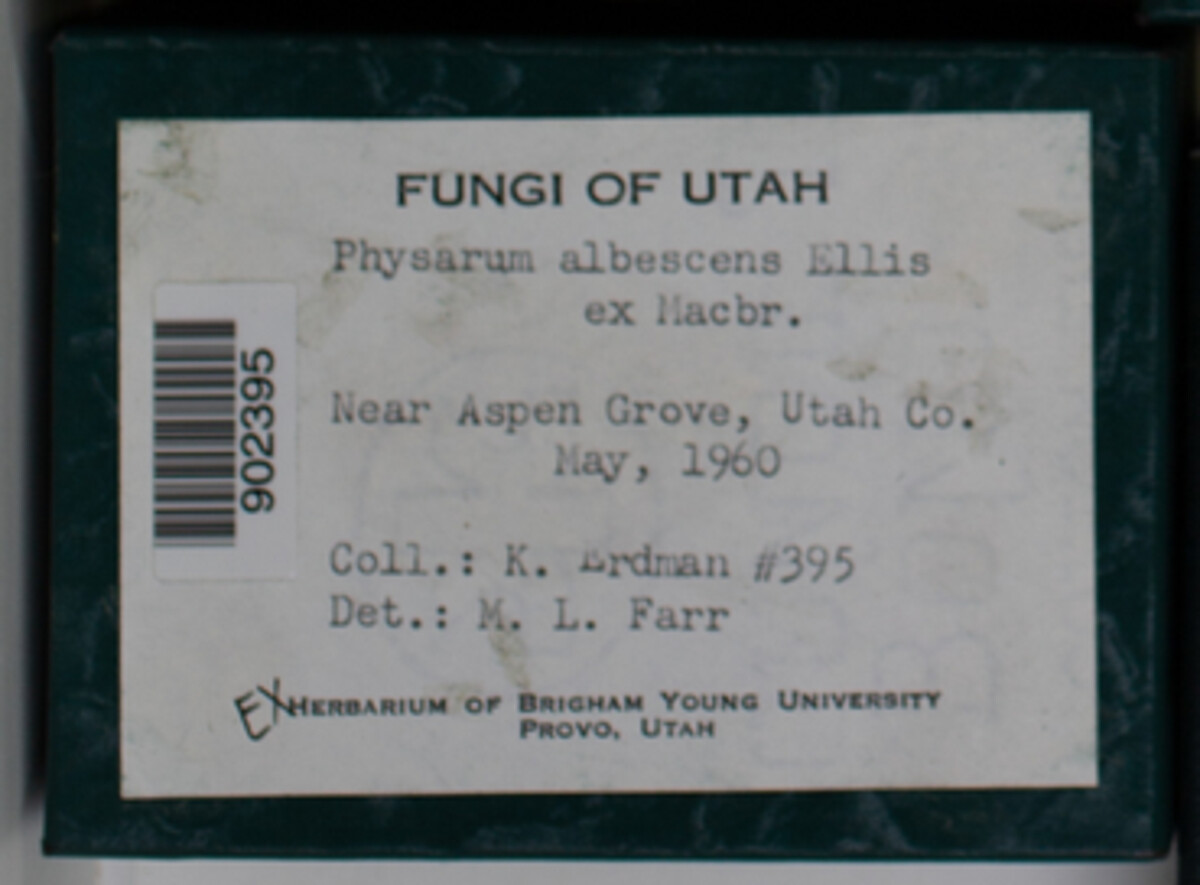 FUNGI OF UTAH
Physarum albescens Ellis
ex Macbr.
902395
Near Aspen Grove, Utah Co.
May, 1960
Coll.: K. Erdman #395
Det.: M. L. Farr
EX HERBARIUM OF BRIGHAM YOUNG UNIVERSITY
PROVO, UTAH